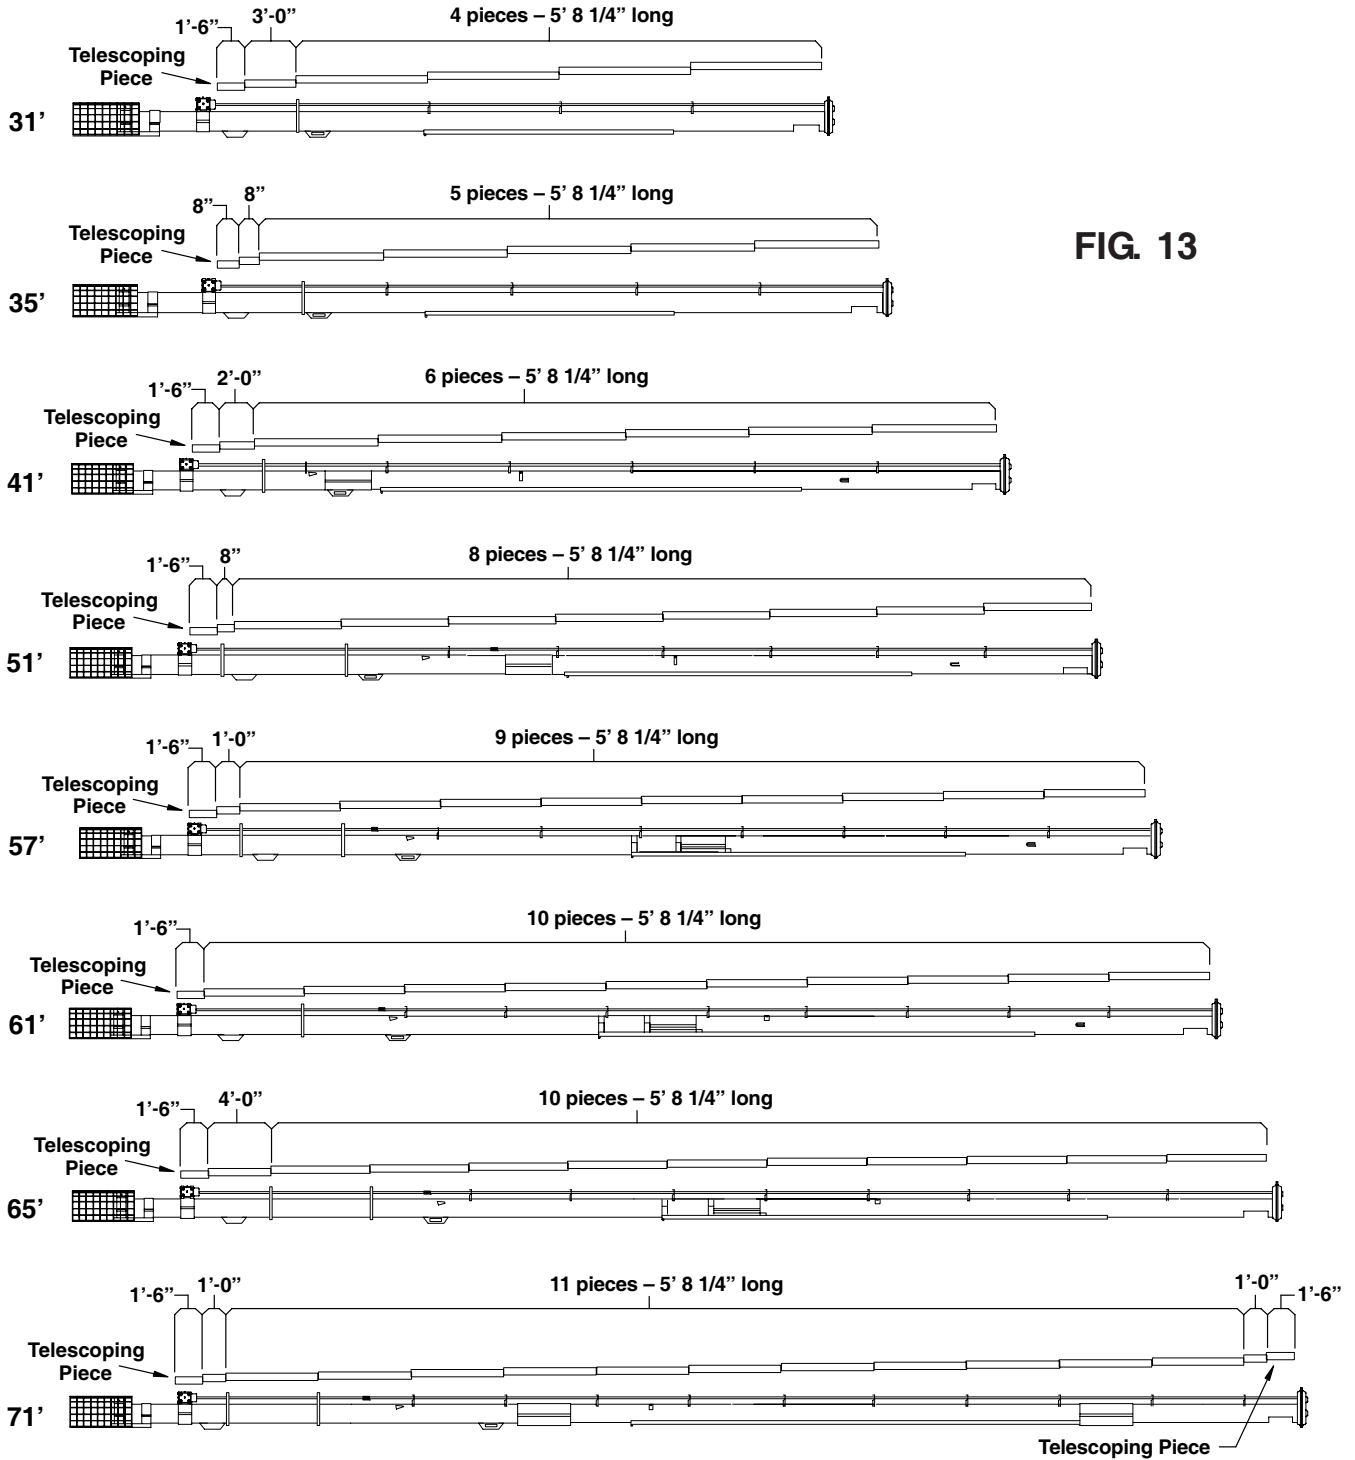 1’-6” 3’-0” 4 pieces – 5’ 8 1/4” long
Telescoping
Piece
31’
8” 8” 5 pieces – 5’ 8 1/4” long
Telescoping
Piece
FIG. 13
35’
1’-6” 2’-0” 6 pieces – 5’ 8 1/4” long
Telescoping
Piece
41’
1’-6” 8” 8 pieces – 5’ 8 1/4” long
Telescoping
Piece
51’
1’-6” 1’-0” 9 pieces – 5’ 8 1/4” long
Telescoping
Piece
57’
1’-6” 10 pieces – 5’ 8 1/4” long
Telescoping
Piece
61’
1’-6” 4’-0” 10 pieces – 5’ 8 1/4” long
Telescoping
Piece
65’
1’-6” 1’-0” 11 pieces – 5’ 8 1/4” long 1’-0” 1’-6”
Telescoping
Piece
71’
Telescoping Piece